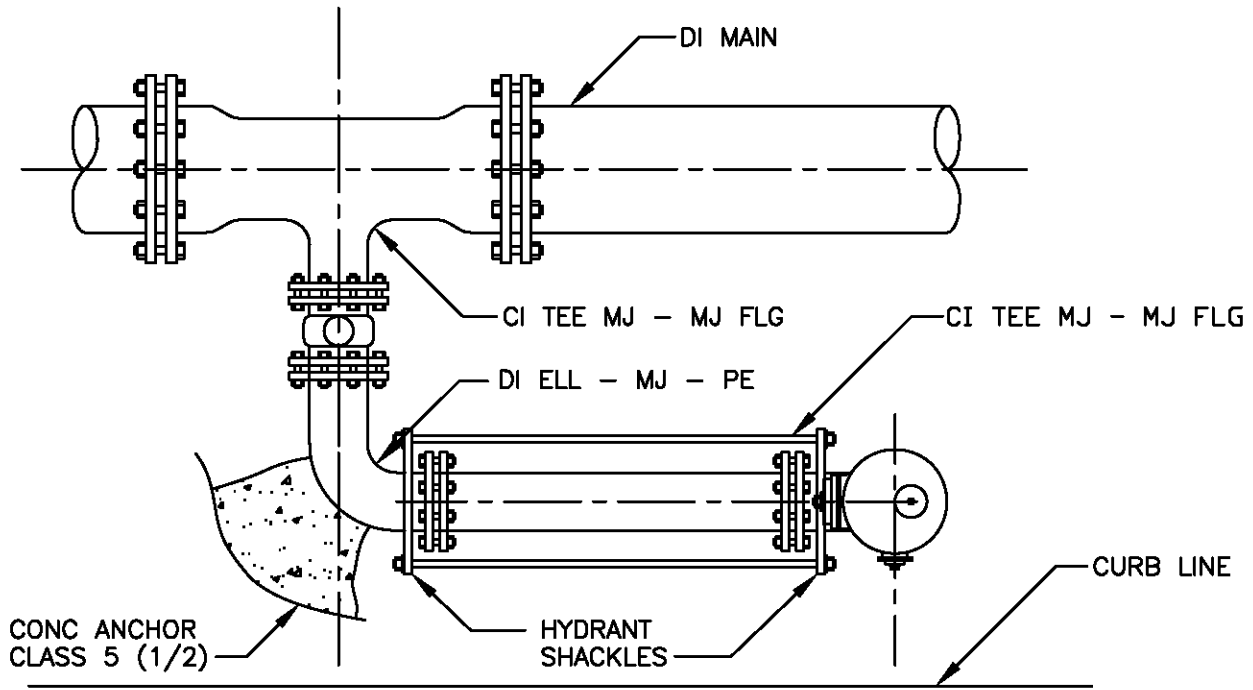 DI MAIN
CI TEE MJ - MJ FLG
CI TEE MJ - MJ FLG
DI ELL - MJ - PE
CURB LINE
CONC ANCHOR
CLASS 5 (1/2)
HYDRANT
SHACKLES